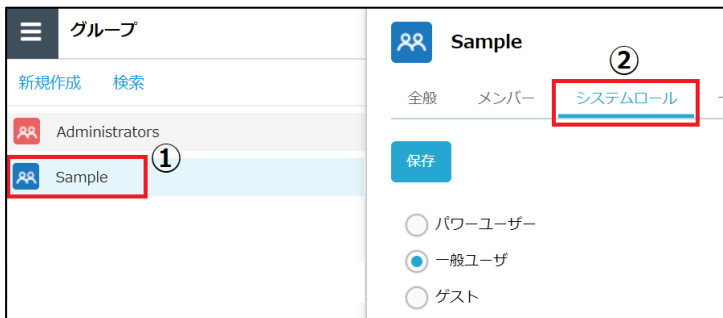 グループ
新規作成 検索
Administrators
①
Sample
Sample
②
全般 メンバー システムロール
保存
パワーユーザー
一般ユーザ
ゲスト